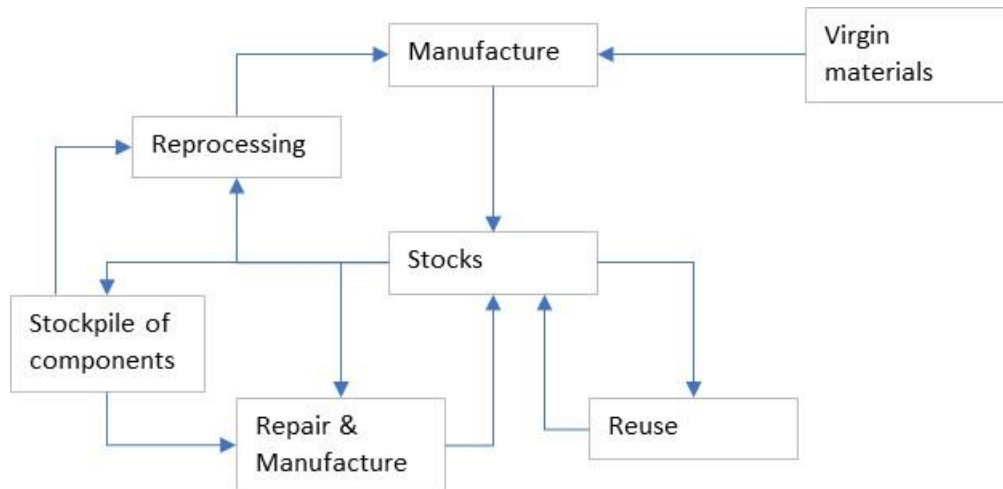 Manufacture
Virgin
materials
Reprocessing
Stocks
Stockpile of
components
Repair &
Manufacture
Reuse